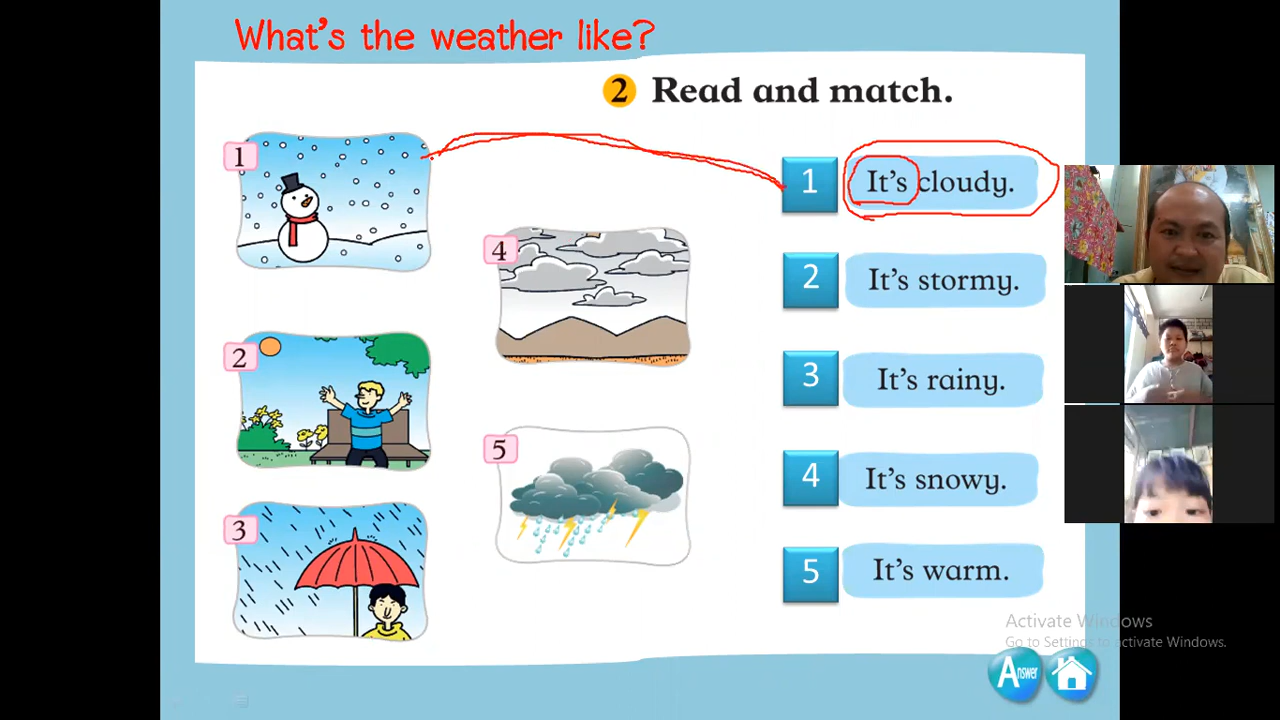 What's the weather like?
2 Read and match.
1
1 It's cloudy.
4
2 It's stormy.
2
3 It's rainy.
5
4 It's snowy.
3
5 It's warm.
Activate Windows
Go to Settings to activate Windows.
Answer